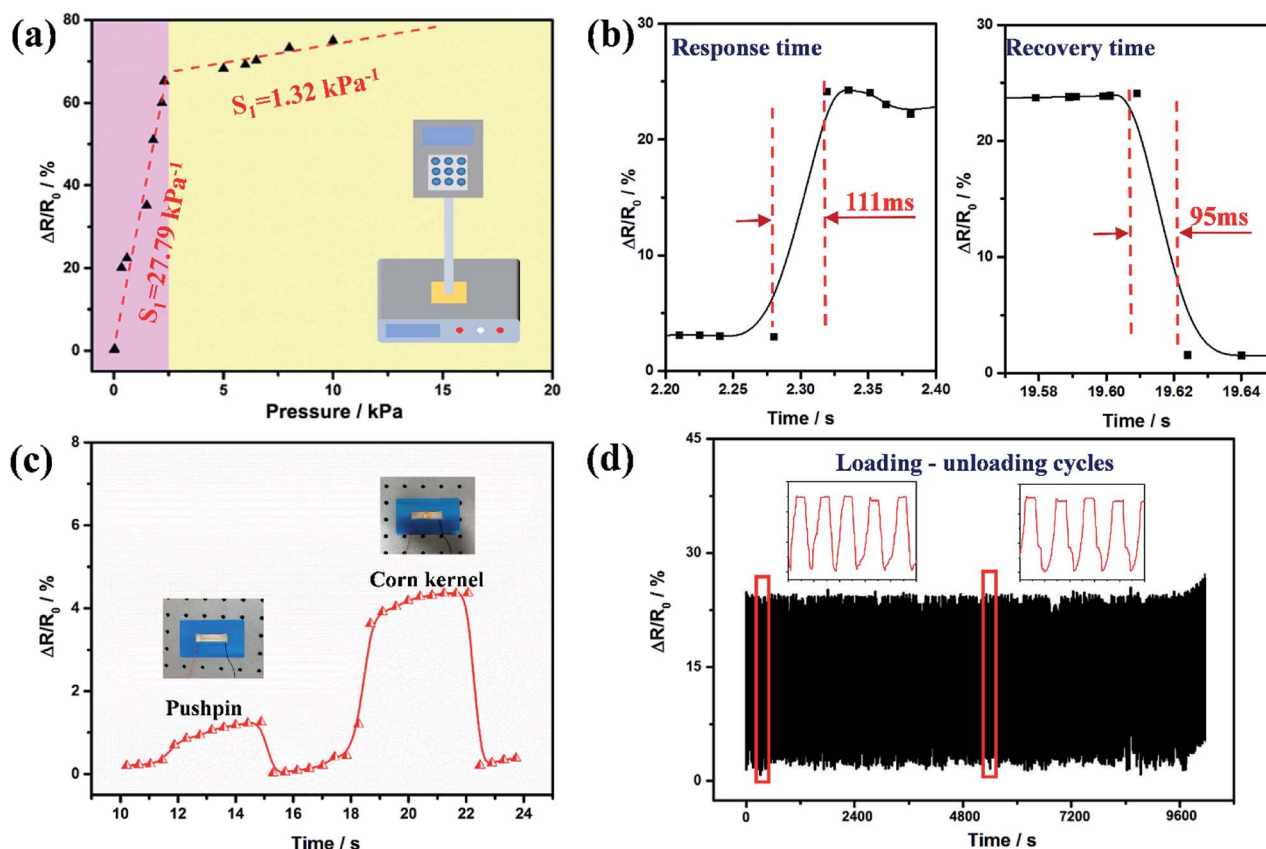 (a)
80
60
40
20
0
ΔR/R0 / %
S1=27.79 kPa-1
S1=1.32 kPa-1
0 5 10 15 20
Pressure / kPa
(b)
30
20
10
0
ΔR/R0 / %
Response time
111ms
2.20 2.25 2.30 2.35 2.40
Time / s
30
20
10
0
ΔR/R0 / %
Recovery time
95ms
19.58 19.60 19.62 19.64
Time / s
(c)
8
6
4
2
0
ΔR/R0 / %
Pushpin
Corn kernel
10 12 14 16 18 20 22 24
Time / s
(d)
45
30
15
0
ΔR/R0 / %
Loading - unloading cycles
0 2400 4800 7200 9600
Time / s